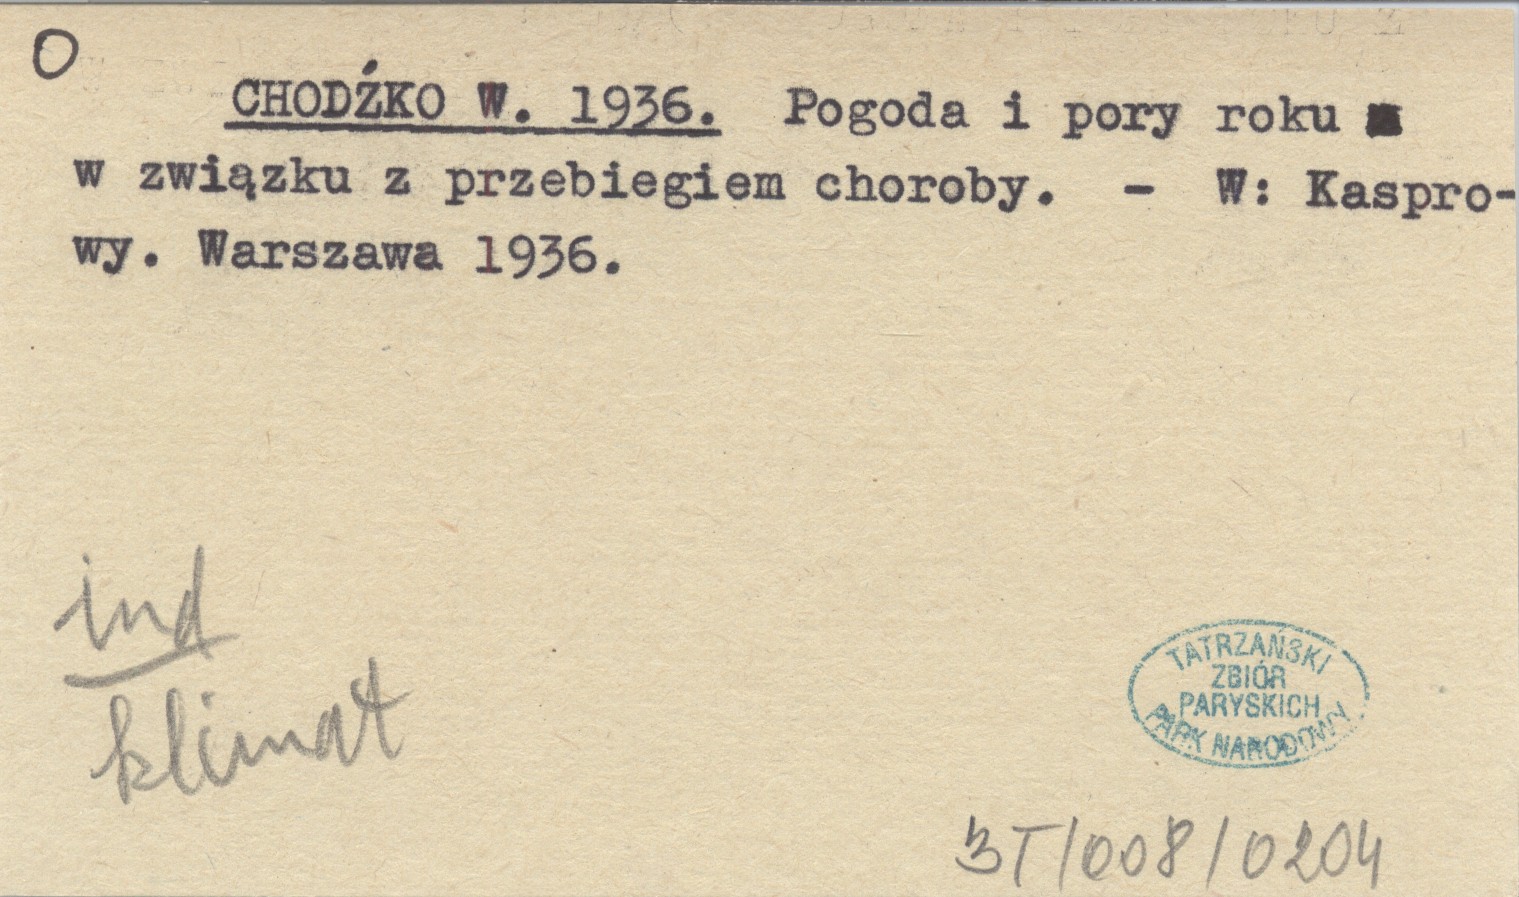 O
CHODŹKO W. 1936. Pogoda i pory roku
w związku z przebiegiem choroby. - W: Kaspro-
wy. Warszawa 1936.
ind
klimat
TATRZAŃSKI
ZBIÓR
PARYSKICH
PARK NARODOWY
3T/008/0204